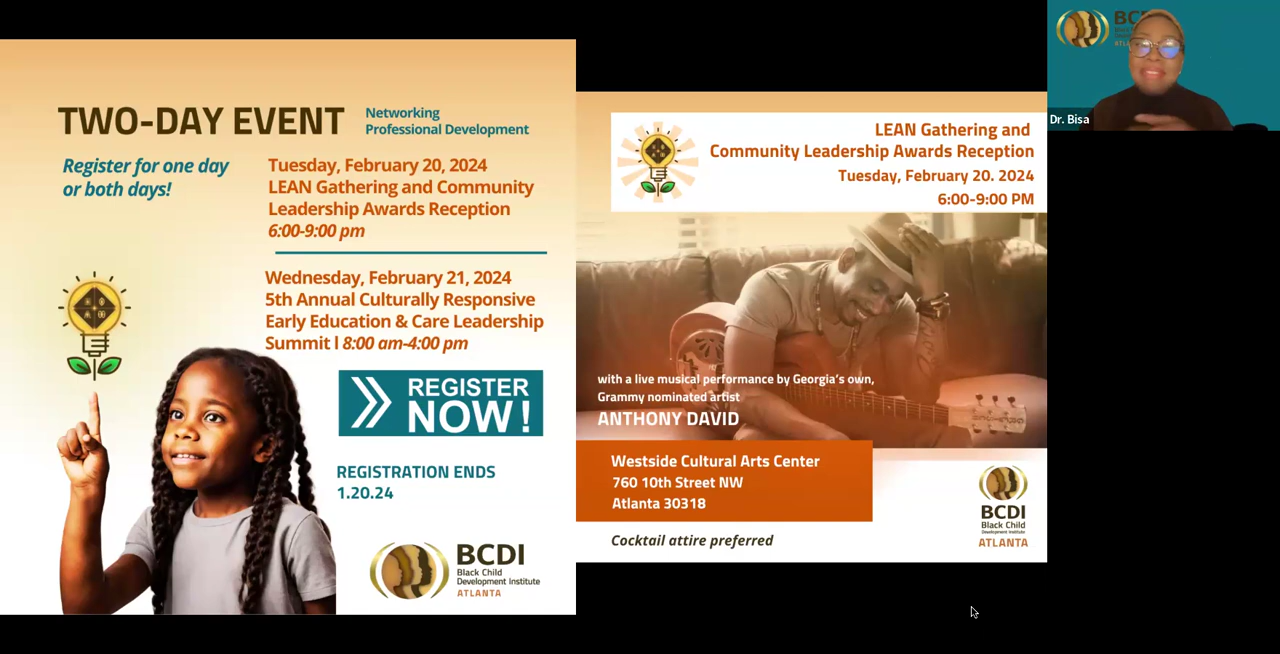 TWO-DAY EVENT
Networking
Professional Development
Register for one day
or both days!
Tuesday, February 20, 2024
LEAN Gathering and Community
Leadership Awards Reception
6:00-9:00 pm
Wednesday, February 21, 2024
5th Annual Culturally Responsive
Early Education & Care Leadership
Summit | 8:00 am-4:00 pm
REGISTER
NOW!
REGISTRATION ENDS
1.20.24
BCDI
Black Child
Development Institute
ATLANTA
LEAN Gathering and
Community Leadership Awards Reception
Tuesday, February 20. 2024
6:00-9:00 PM
with a live musical performance by Georgia's own,
Grammy nominated artist
ANTHONY DAVID
Westside Cultural Arts Center
760 10th Street NW
Atlanta 30318
Cocktail attire preferred
BCDI
Black Child
Development Institute
ATLANTA
Dr. Bisa